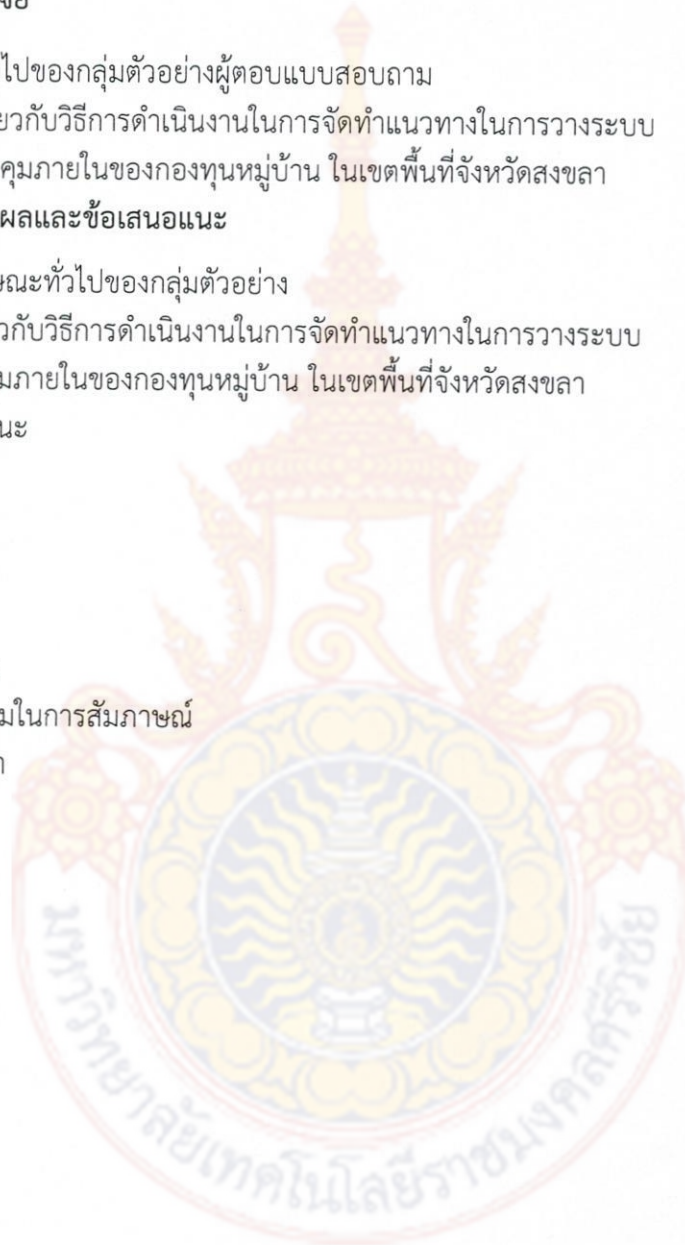 จัย
ไปของกลุ่มตัวอย่างผู้ตอบแบบสอบถาม
ยวกับวิธีการดำเนินงานในการจัดทำแนวทางในการวางระบบ
คุมภายในของกองทุนหมู่บ้าน ในเขตพื้นที่จังหวัดสงขลา
ผลและข้อเสนอแนะ
ษณะทั่วไปของกลุ่มตัวอย่าง
วกับวิธีการดำเนินงานในการจัดทำแนวทางในการวางระบบ
มภายในของกองทุนหมู่บ้าน ในเขตพื้นที่จังหวัดสงขลา
นะ
มในการสัมภาษณ์
า
มหาวิทยาลัยเทคโนโลยีราชมงคลศรีวิชัย